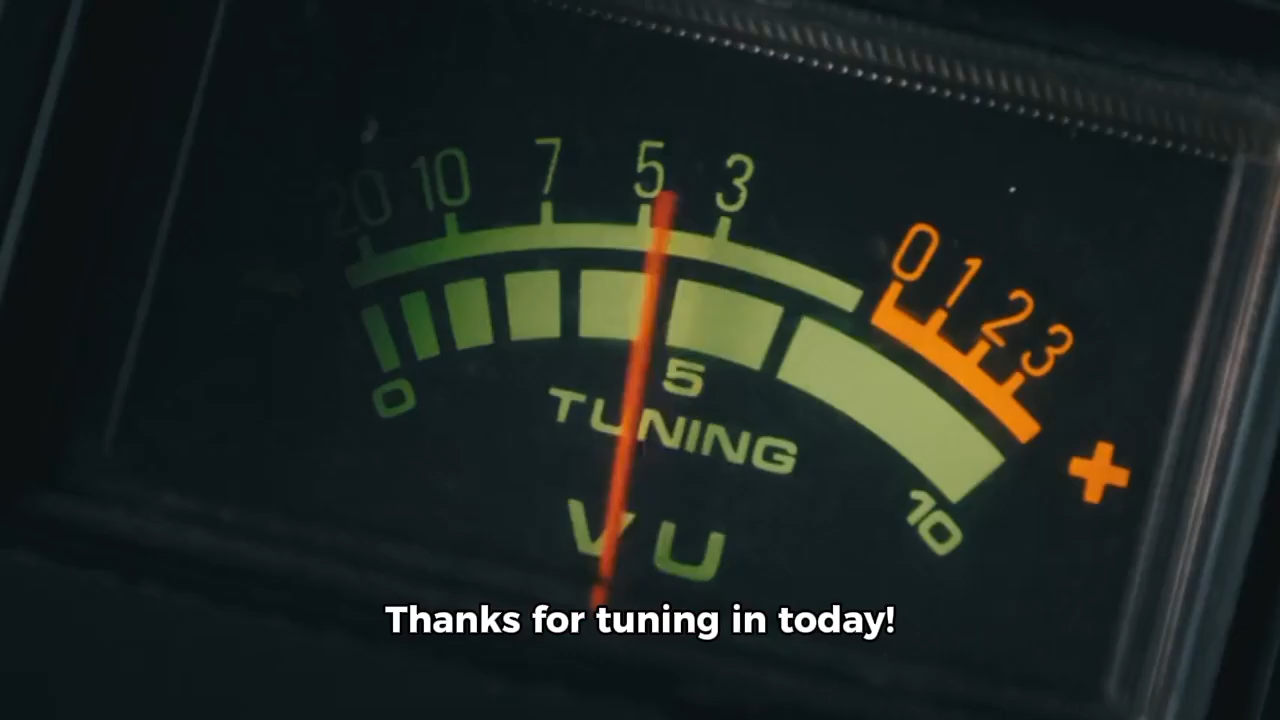 20 10 7 5 3 0 1 2 3
+
0 5 10
TUNING
VU
Thanks for tuning in today!